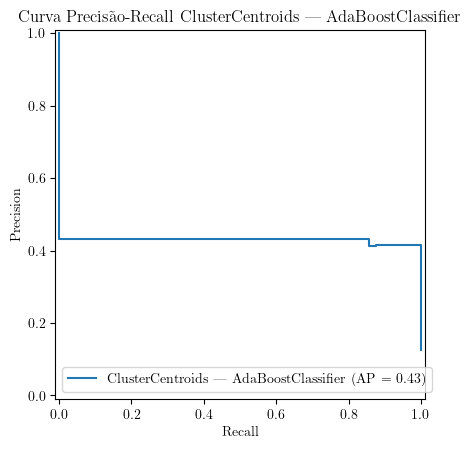 Curva Precisão-Recall ClusterCentroids — AdaBoostClassifier
1.0
0.8
0.6
0.4
0.2
0.0
Precision
ClusterCentroids — AdaBoostClassifier (AP = 0.43)
0.0 0.2 0.4 0.6 0.8 1.0
Recall